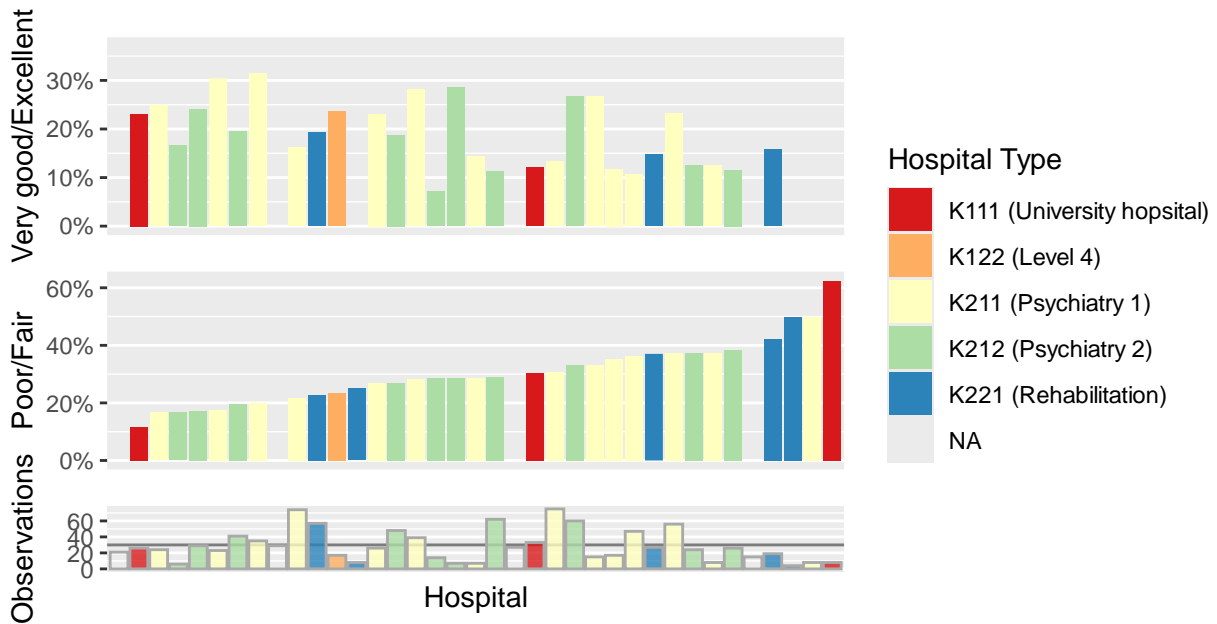 Very good/Excellent
30%
20%
10%
0%
Poor/Fair
60%
40%
20%
0%
Observations
60
40
20
0
Hospital
Hospital Type
K111 (University hopsital)
K122 (Level 4)
K211 (Psychiatry 1)
K212 (Psychiatry 2)
K221 (Rehabilitation)
NA